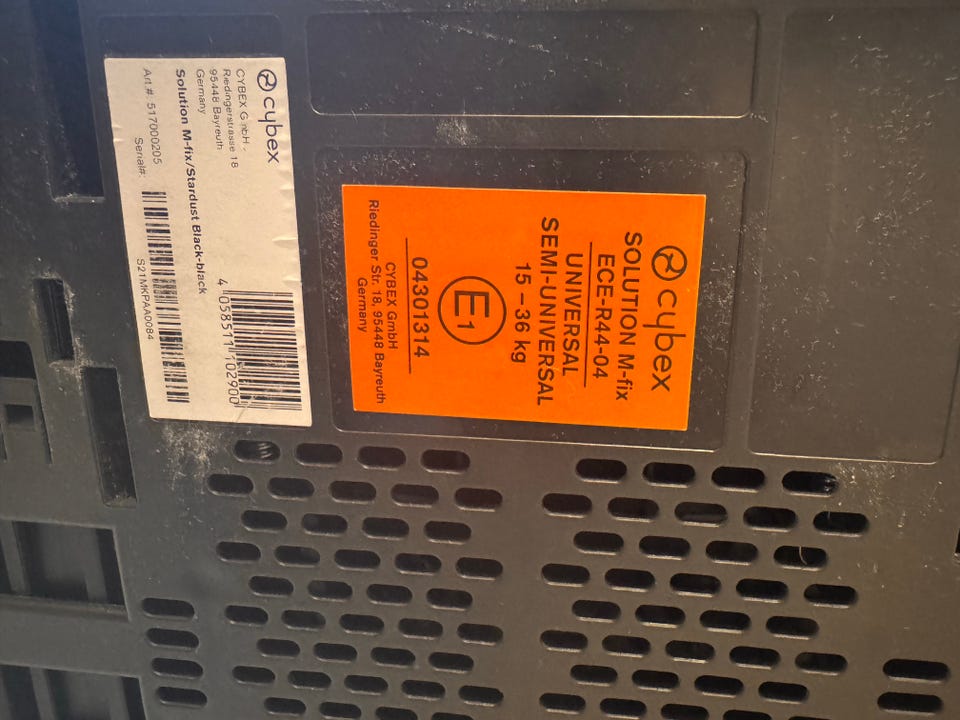 cybex
CYBEX GmbH -
Riedingerstrasse 18
95448 Bayreuth
Germany
Solution M-fix/Stardust Black-black
Art.#: 517000205
Serial#:
S21MKPAA0084
4 058511 102900
cybex
SOLUTION M-fix
ECE-R44-04
UNIVERSAL
SEMI-UNIVERSAL
15 – 36 kg
E1
04301314
CYBEX GmbH
Riedinger Str. 18, 95448 Bayreuth
Germany